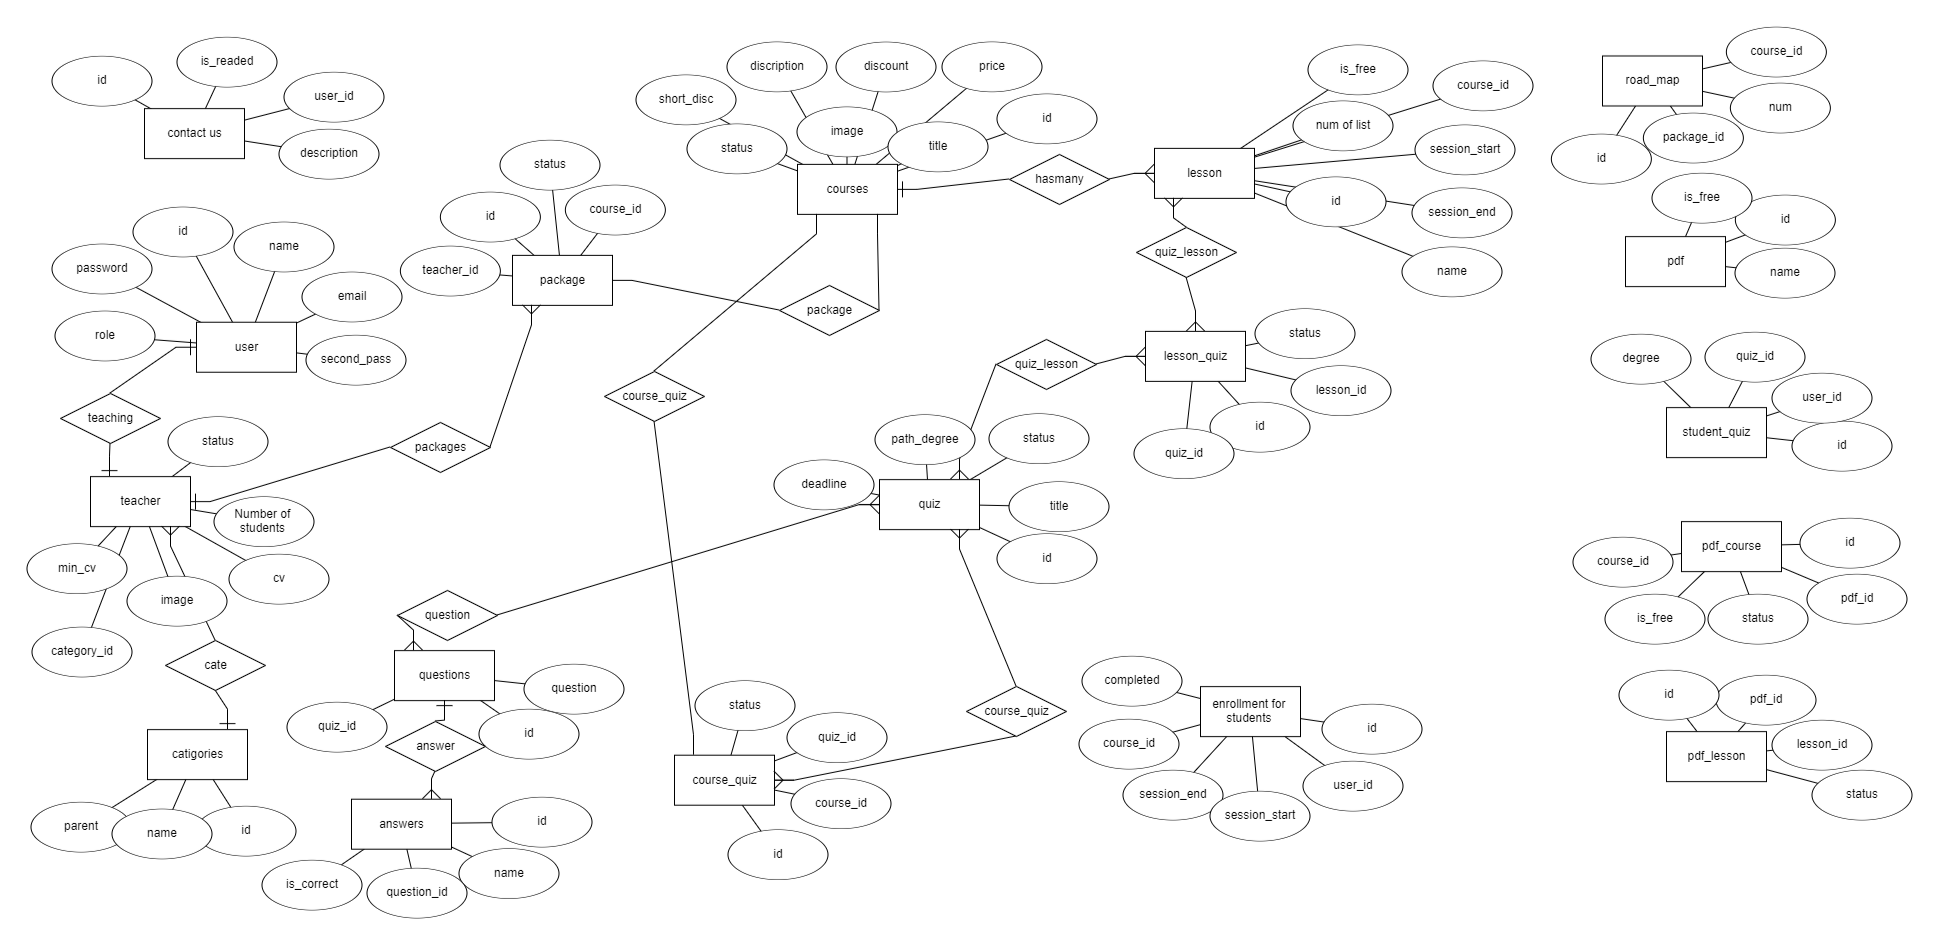 id
is_readed
user_id
contact us
description
short_disc
discription
discount
price
id
status
image
title
courses
hasmany
is_free
course_id
num of list
session_start
lesson
id
session_end
name
quiz_lesson
road_map
course_id
num
package_id
id
is_free
id
pdf
name
status
id
course_id
teacher_id
package
package
password
id
name
email
role
user
second_pass
teaching
status
packages
teacher
Number of
students
min_cv
image
cv
category_id
cate
catigories
parent
name
id
course_quiz
quiz_lesson
lesson_quiz
status
lesson_id
id
quiz_id
path_degree
status
deadline
quiz
title
id
question
questions
question
quiz_id
id
answer
answers
id
is_correct
question_id
name
status
quiz_id
course_quiz
course_id
id
course_quiz
completed
enrollment for
students
id
course_id
session_end
session_start
user_id
degree
quiz_id
user_id
student_quiz
id
pdf_course
id
course_id
pdf_id
is_free
status
id
pdf_id
pdf_lesson
lesson_id
status